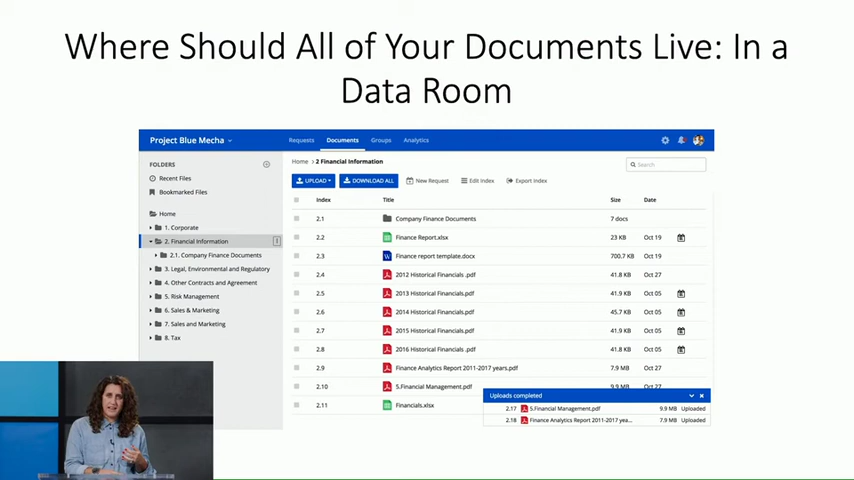 Where Should All of Your Documents Live: In a
Data Room
Project Blue Mecha
Requests Documents Groups Analytics
FOLDERS
Recent Files
Bookmarked Files
Home
1. Corporate
2. Financial Information
2.1. Company Finance Documents
3. Legal, Environmental and Regulatory
4. Other Contracts and Agreement
5. Risk Management
6. Sales & Marketing
7. Sales and Marketing
8. Tax
Home > 2 Financial Information
Search
UPLOAD DOWNLOAD ALL New Request Edit Index Export Index
Index Title Size Date
2.1 Company Finance Documents 7 docs
2.2 Finance Report.xlsx 23 KB Oct 19
2.3 Finance report template.docx 700.7 KB Oct 19
2.4 2012 Historical Financials .pdf 41.8 KB Oct 27
2.5 2013 Historical Financials.pdf 41.9 KB Oct 05
2.6 2014 Historical Financials.pdf 45.7 KB Oct 05
2.7 2015 Historical Financials.pdf 41.9 KB Oct 05
2.8 2016 Historical Financials .pdf 41.8 KB Oct 05
2.9 Finance Analytics Report 2011-2017 years.pdf 7.9 MB Oct 27
2.10 5.Financial Management.pdf 9.9 MB Oct 27
2.11 Financials.xlsx
Uploads completed
2.17 5.Financial Management.pdf 9.9 MB Uploaded
2.18 Finance Analytics Report 2011-2017 yea... 7.9 MB Uploaded